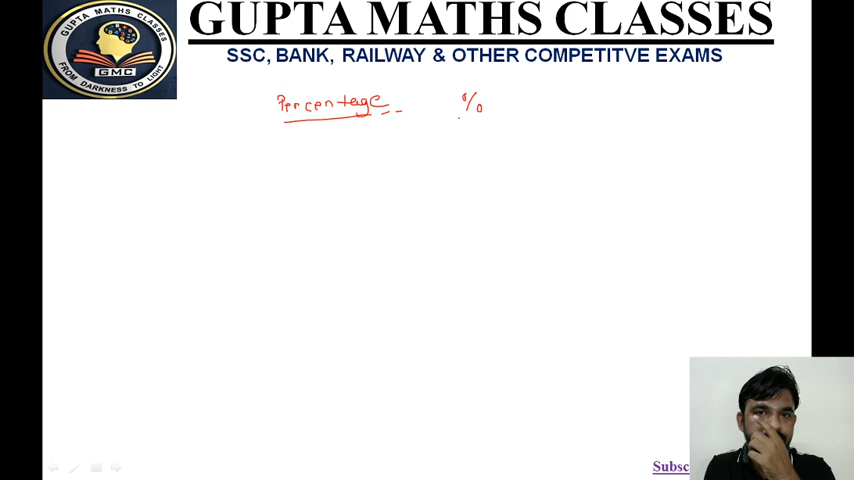 GUPTA MATHS CLASSES
GUPTA MATHS CLASSES
GMC
FROM DARKNESS TO LIGHT
SSC, BANK, RAILWAY & OTHER COMPETITVE EXAMS
Percentage %
Subsc